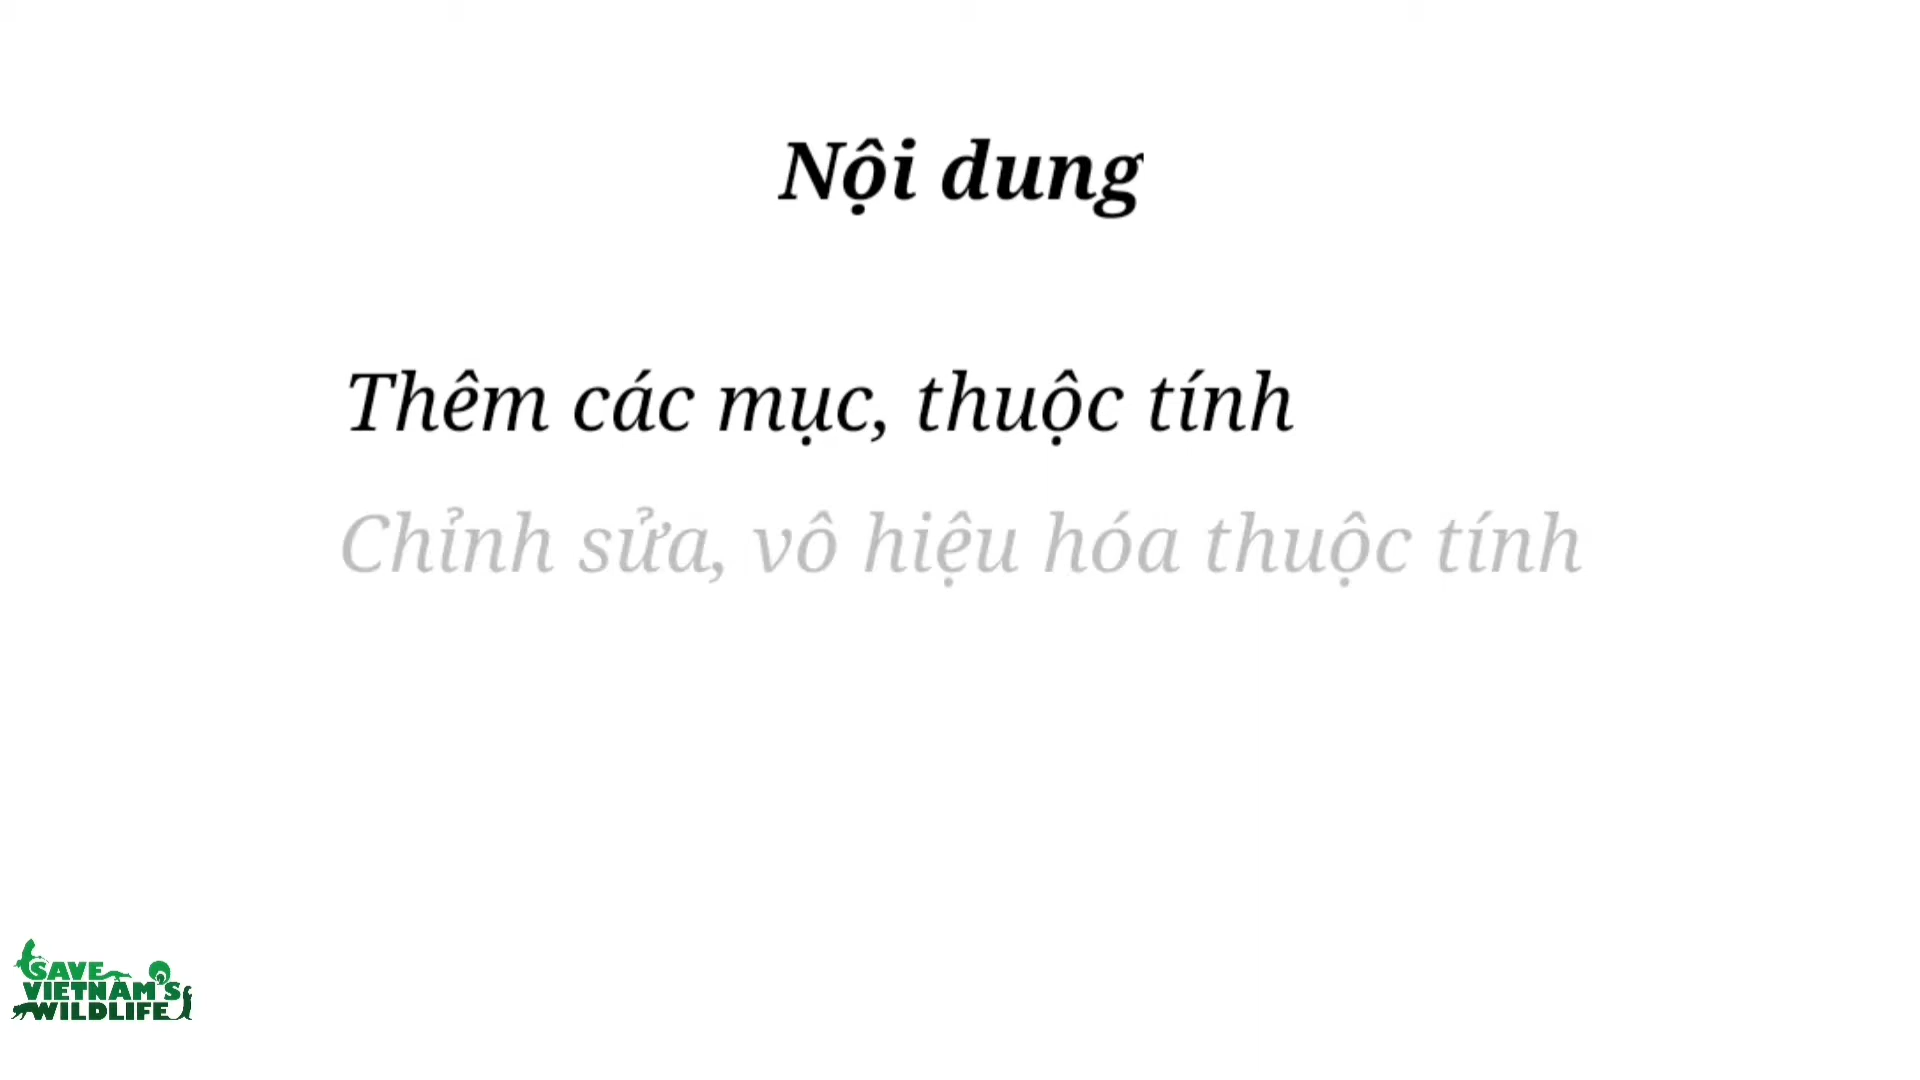 Nội dung
Thêm các mục, thuộc tính
Chỉnh sửa, vô hiệu hóa thuộc tính
SAVE
VIETNAM'S
WILDLIFE